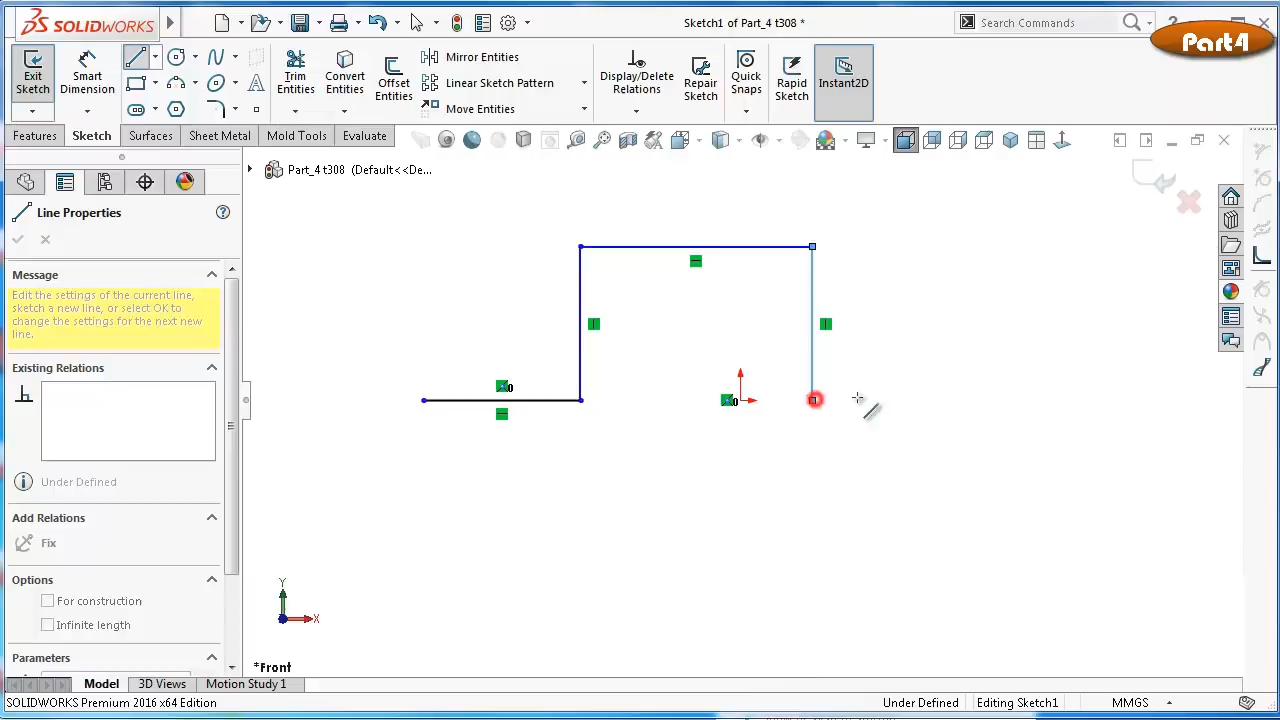 SOLIDWORKS
Sketch1 of Part_4 t308 *
Search Commands
?
Part4
Exit Sketch
Smart Dimension
Trim Entities
Convert Entities
Offset Entities
Mirror Entities
Linear Sketch Pattern
Move Entities
Display/Delete Relations
Repair Sketch
Quick Snaps
Rapid Sketch
Instant2D
Features
Sketch
Surfaces
Sheet Metal
Mold Tools
Evaluate
Part_4 t308 (Default<<De...
Line Properties
Message
Edit the settings of the current line,
sketch a new line, or select OK to
change the settings for the next new
line.
Existing Relations
Under Defined
Add Relations
Fix
Options
For construction
Infinite length
Parameters
0
0
Y
X
*Front
Model
3D Views
Motion Study 1
SOLIDWORKS Premium 2016 x64 Edition
Under Defined
Editing Sketch1
MMGS